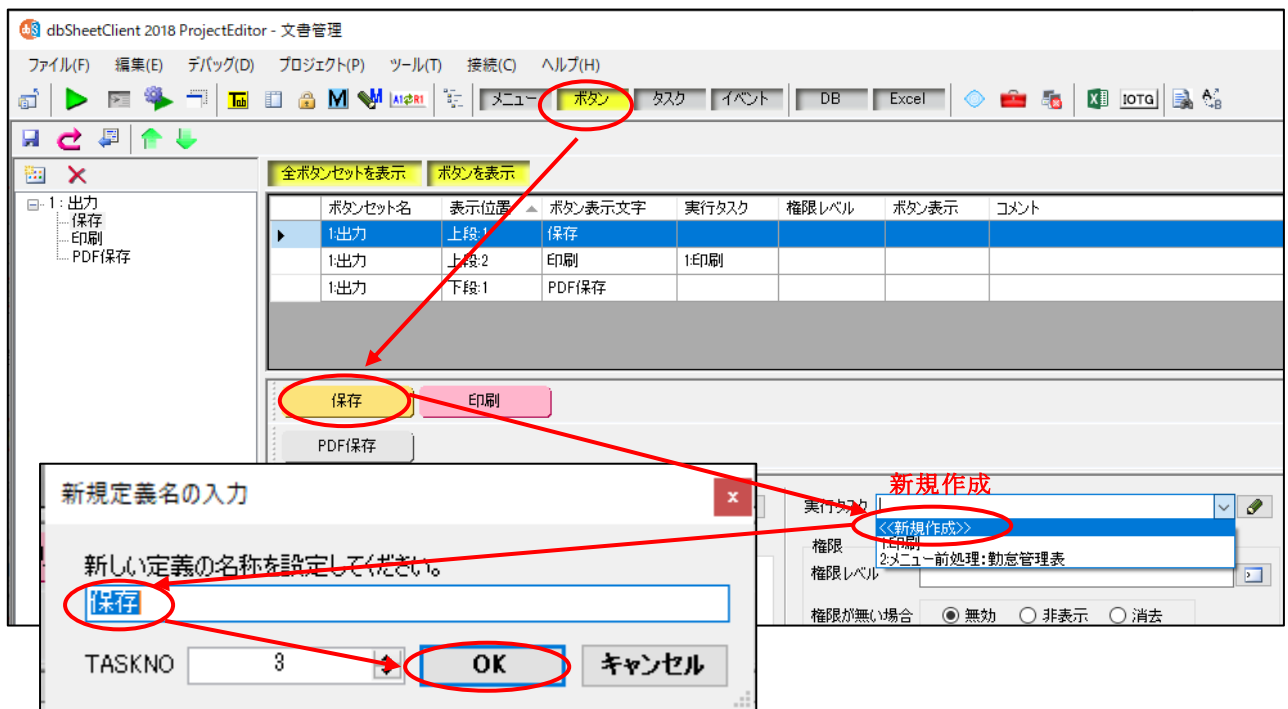 dbSheetClient 2018 ProjectEditor - 文書管理
ファイル(F) 編集(E) デバッグ(D) プロジェクト(P) ツール(T) 接続(C) ヘルプ(H)
Tab M A1⇄R1 メニュー ボタン タスク イベント DB Excel IOTG
全ボタンセットを表示 ボタンを表示
1 : 出力
保存
印刷
PDF保存
ボタンセット名 表示位置 ボタン表示文字 実行タスク 権限レベル ボタン表示 コメント
1:出力 上段:1 保存
1:出力 上段:2 印刷 1:印刷
1:出力 下段:1 PDF保存
保存 印刷
PDF保存
新規作成
実行タスク
<<新規作成>>
1:印刷
2:メニュー前処理:勤怠管理表
権限
権限レベル
権限が無い場合 無効 非表示 消去
新規定義名の入力
x
新しい定義の名称を設定してください。
保存
TASKNO 3 OK キャンセル